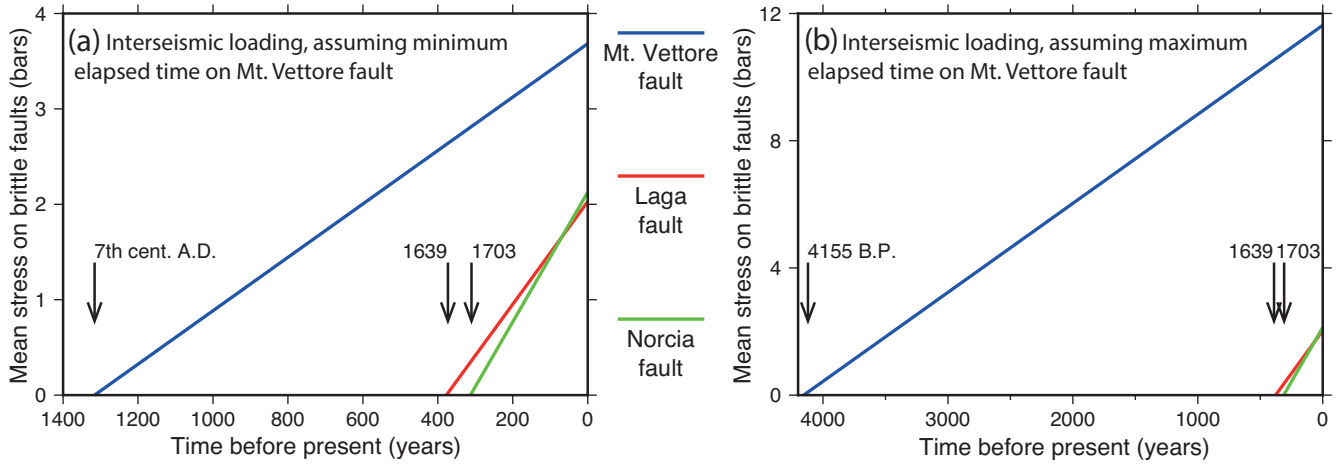 (a) Interseismic loading, assuming minimum
elapsed time on Mt. Vettore fault
Mean stress on brittle faults (bars)
4
3
2
1
0
7th cent. A.D.
1639
1703
1400
1200
1000
800
600
400
200
0
Time before present (years)
Mt. Vettore
fault
Laga
fault
Norcia
fault
(b) Interseismic loading, assuming maximum
elapsed time on Mt. Vettore fault
Mean stress on brittle faults (bars)
12
8
4
0
4155 B.P.
1639
1703
4000
3000
2000
1000
0
Time before present (years)